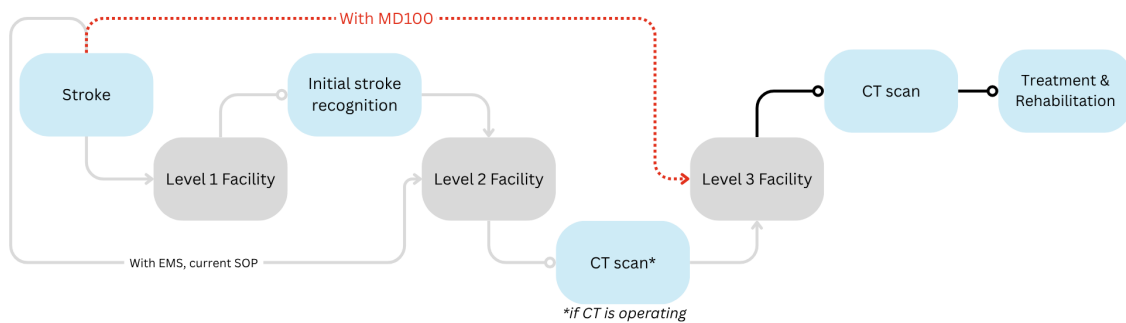 With MD100
Stroke
Initial stroke
recognition
CT scan
Treatment &
Rehabilitation
Level 1 Facility
Level 2 Facility
Level 3 Facility
With EMS, current SOP
CT scan*
*if CT is operating